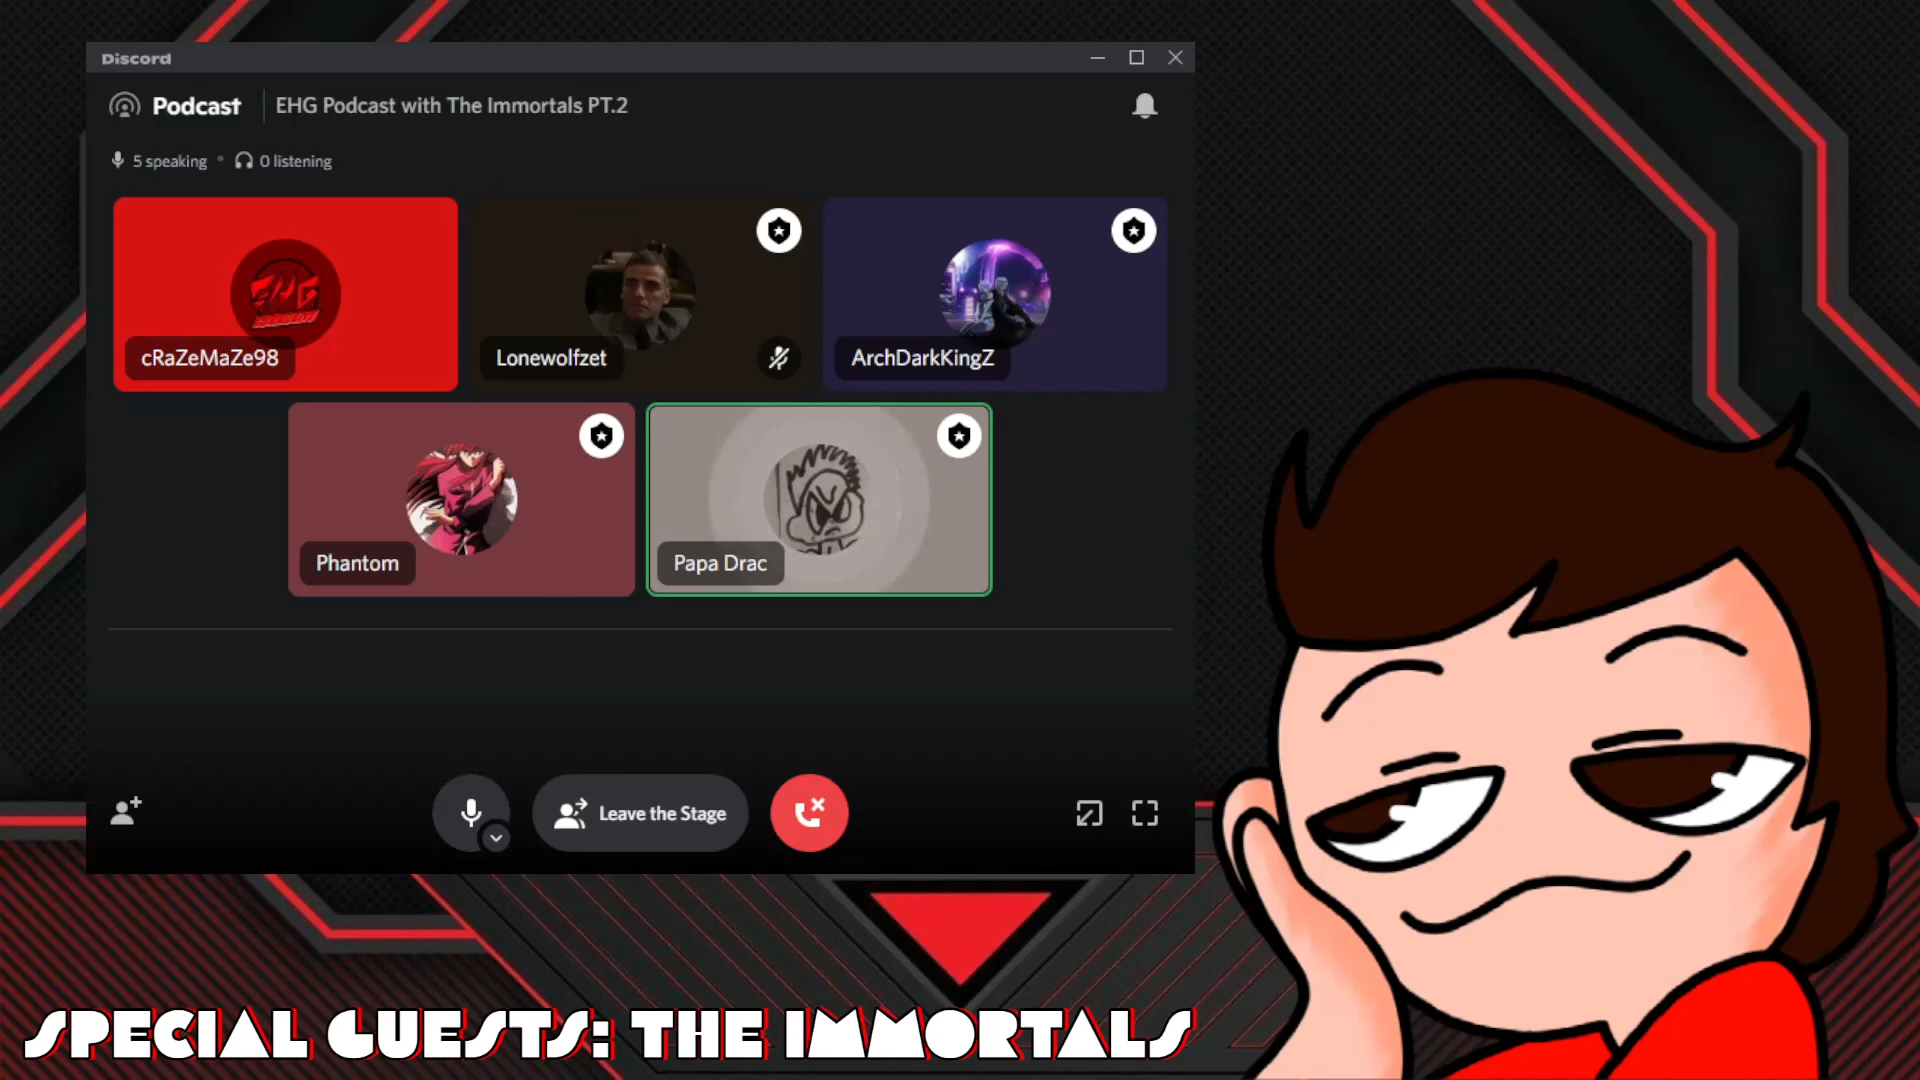 Discord
Podcast
EHG Podcast with The Immortals PT.2
5 speaking • 0 listening
EHG
cRaZeMaZe98
Lonewolfzet
ArchDarkKingZ
Phantom
Papa Drac
Leave the Stage
SPECIAL GUESTS: THE IMMORTALS